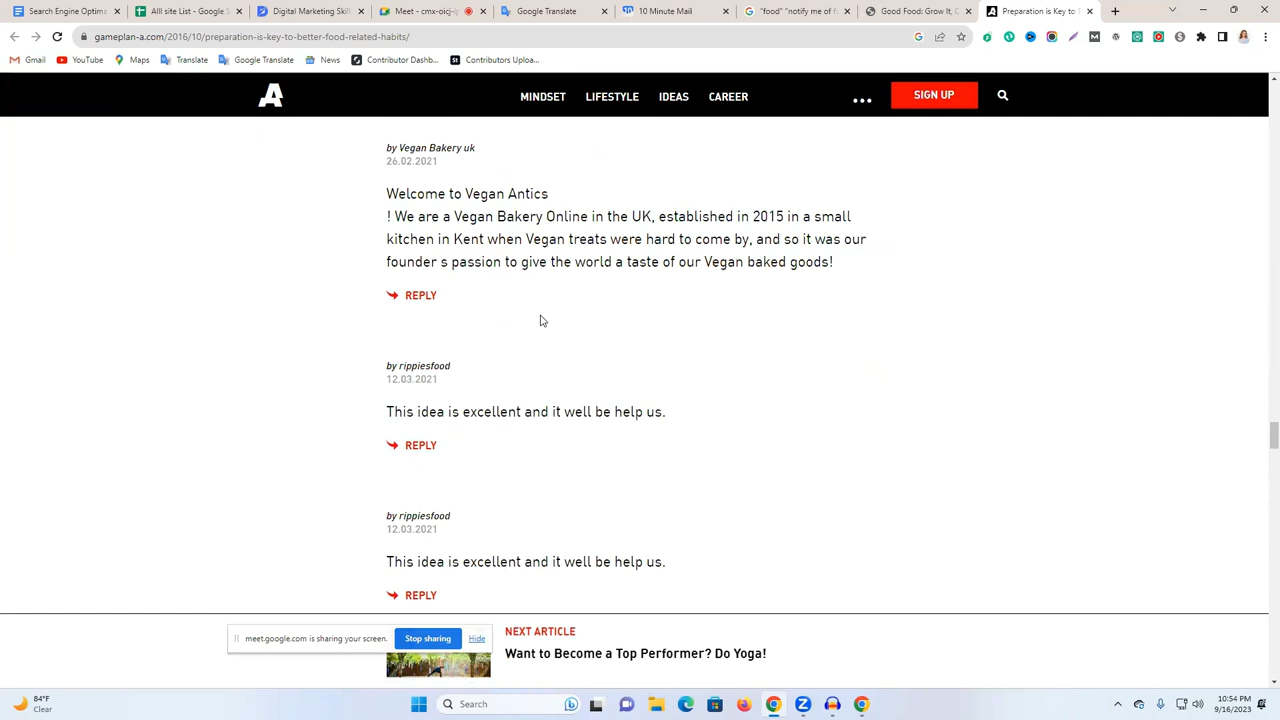 Search Engine Optim
All site List - Google S
Digital Marketing Skil
Meet - cmx-oicj-
Google Translate
10 Minute Mail
"food" "notify me of f
Good Food: Grow It, C
Preparation is Key to B
gameplan-a.com/2016/10/preparation-is-key-to-better-food-related-habits/
Gmail
YouTube
Maps
Translate
Google Translate
News
Contributor Dashb...
Contributors Uploa...
A
MINDSET
LIFESTYLE
IDEAS
CAREER
SIGN UP
by Vegan Bakery uk
26.02.2021
Welcome to Vegan Antics
! We are a Vegan Bakery Online in the UK, established in 2015 in a small
kitchen in Kent when Vegan treats were hard to come by, and so it was our
founder s passion to give the world a taste of our Vegan baked goods!
REPLY
by rippiesfood
12.03.2021
This idea is excellent and it well be help us.
REPLY
by rippiesfood
12.03.2021
This idea is excellent and it well be help us.
REPLY
meet.google.com is sharing your screen.
Stop sharing
Hide
NEXT ARTICLE
Want to Become a Top Performer? Do Yoga!
84°F
Clear
Search
10:54 PM
9/16/2023